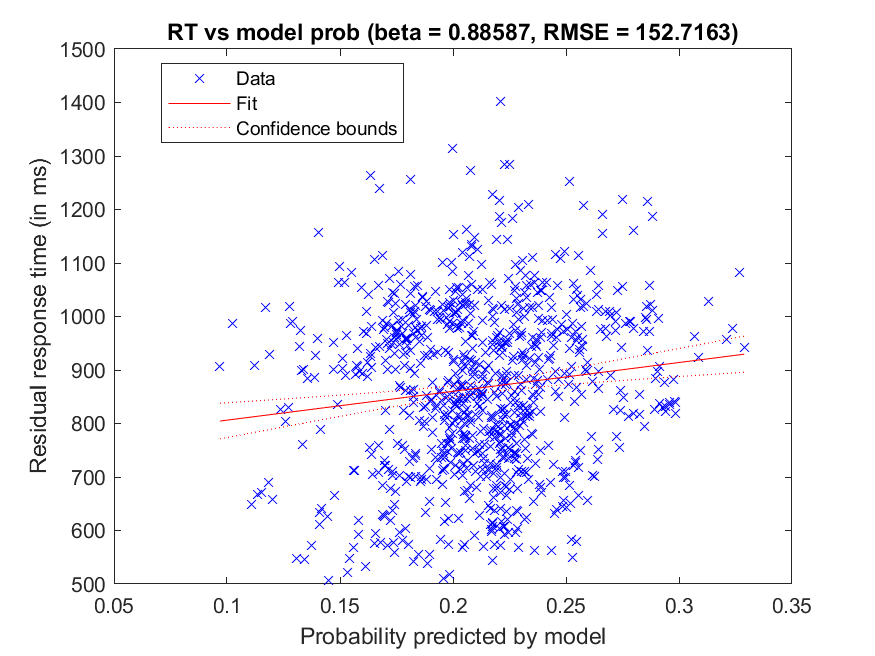 RT vs model prob (beta = 0.88587, RMSE = 152.7163)
Data
Fit
Confidence bounds
Residual response time (in ms)
1500
1400
1300
1200
1100
1000
900
800
700
600
500
0.05 0.1 0.15 0.2 0.25 0.3 0.35
Probability predicted by model